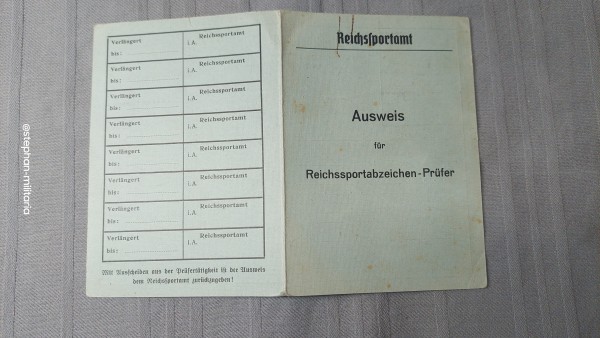 Verlängert Reichssportamt
bis: i.A.
Verlängert Reichssportamt
bis: i.A.
Verlängert Reichssportamt
bis: i.A.
Verlängert Reichssportamt
bis: i.A.
Verlängert Reichssportamt
bis: i.A.
Verlängert Reichssportamt
bis: i.A.
Verlängert Reichssportamt
bis: i.A.
Verlängert Reichssportamt
bis: i.A.
Mit Ausscheiden aus der Prüfertätigkeit ist der Ausweis
dem Reichssportamt zurückzugeben!
Reichssportamt
Ausweis
für
Reichssportabzeichen-Prüfer
@stephan-militaria